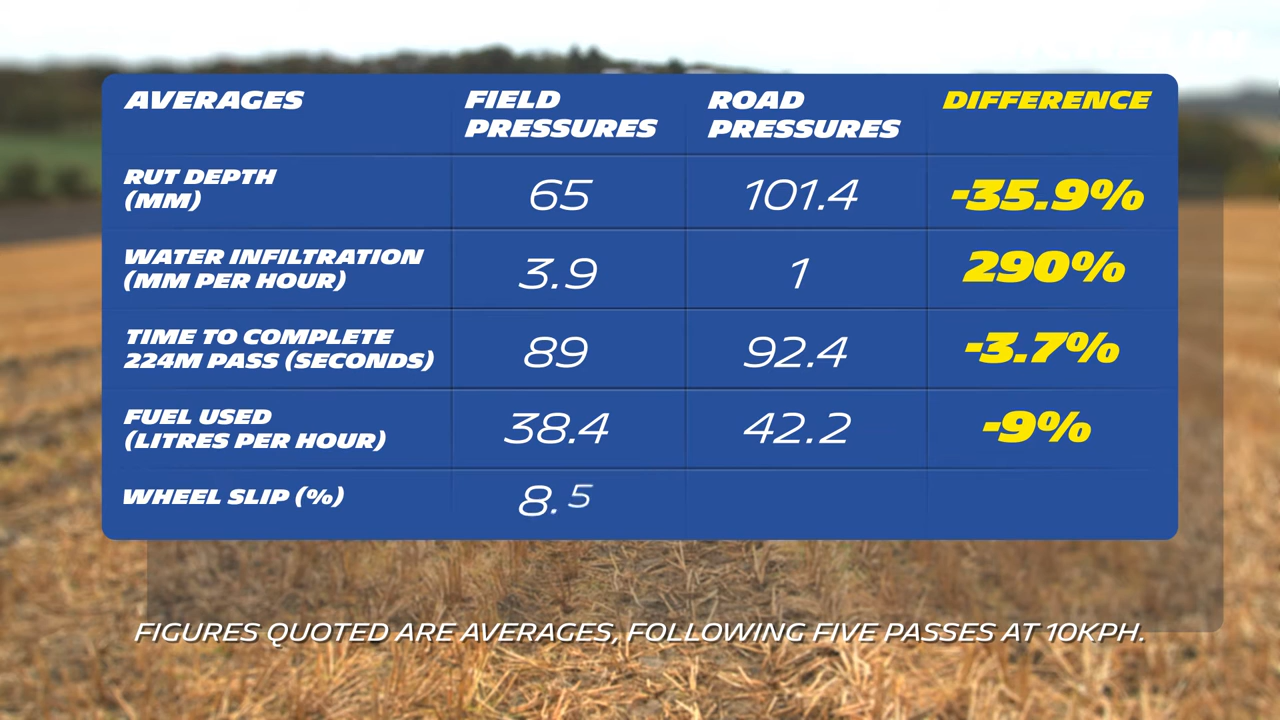 AVERAGES
FIELD PRESSURES
ROAD PRESSURES
DIFFERENCE
RUT DEPTH (MM)
65
101.4
-35.9%
WATER INFILTRATION (MM PER HOUR)
3.9
1
290%
TIME TO COMPLETE 224M PASS (SECONDS)
89
92.4
-3.7%
FUEL USED (LITRES PER HOUR)
38.4
42.2
-9%
WHEEL SLIP (%)
8.5
FIGURES QUOTED ARE AVERAGES, FOLLOWING FIVE PASSES AT 10KPH.